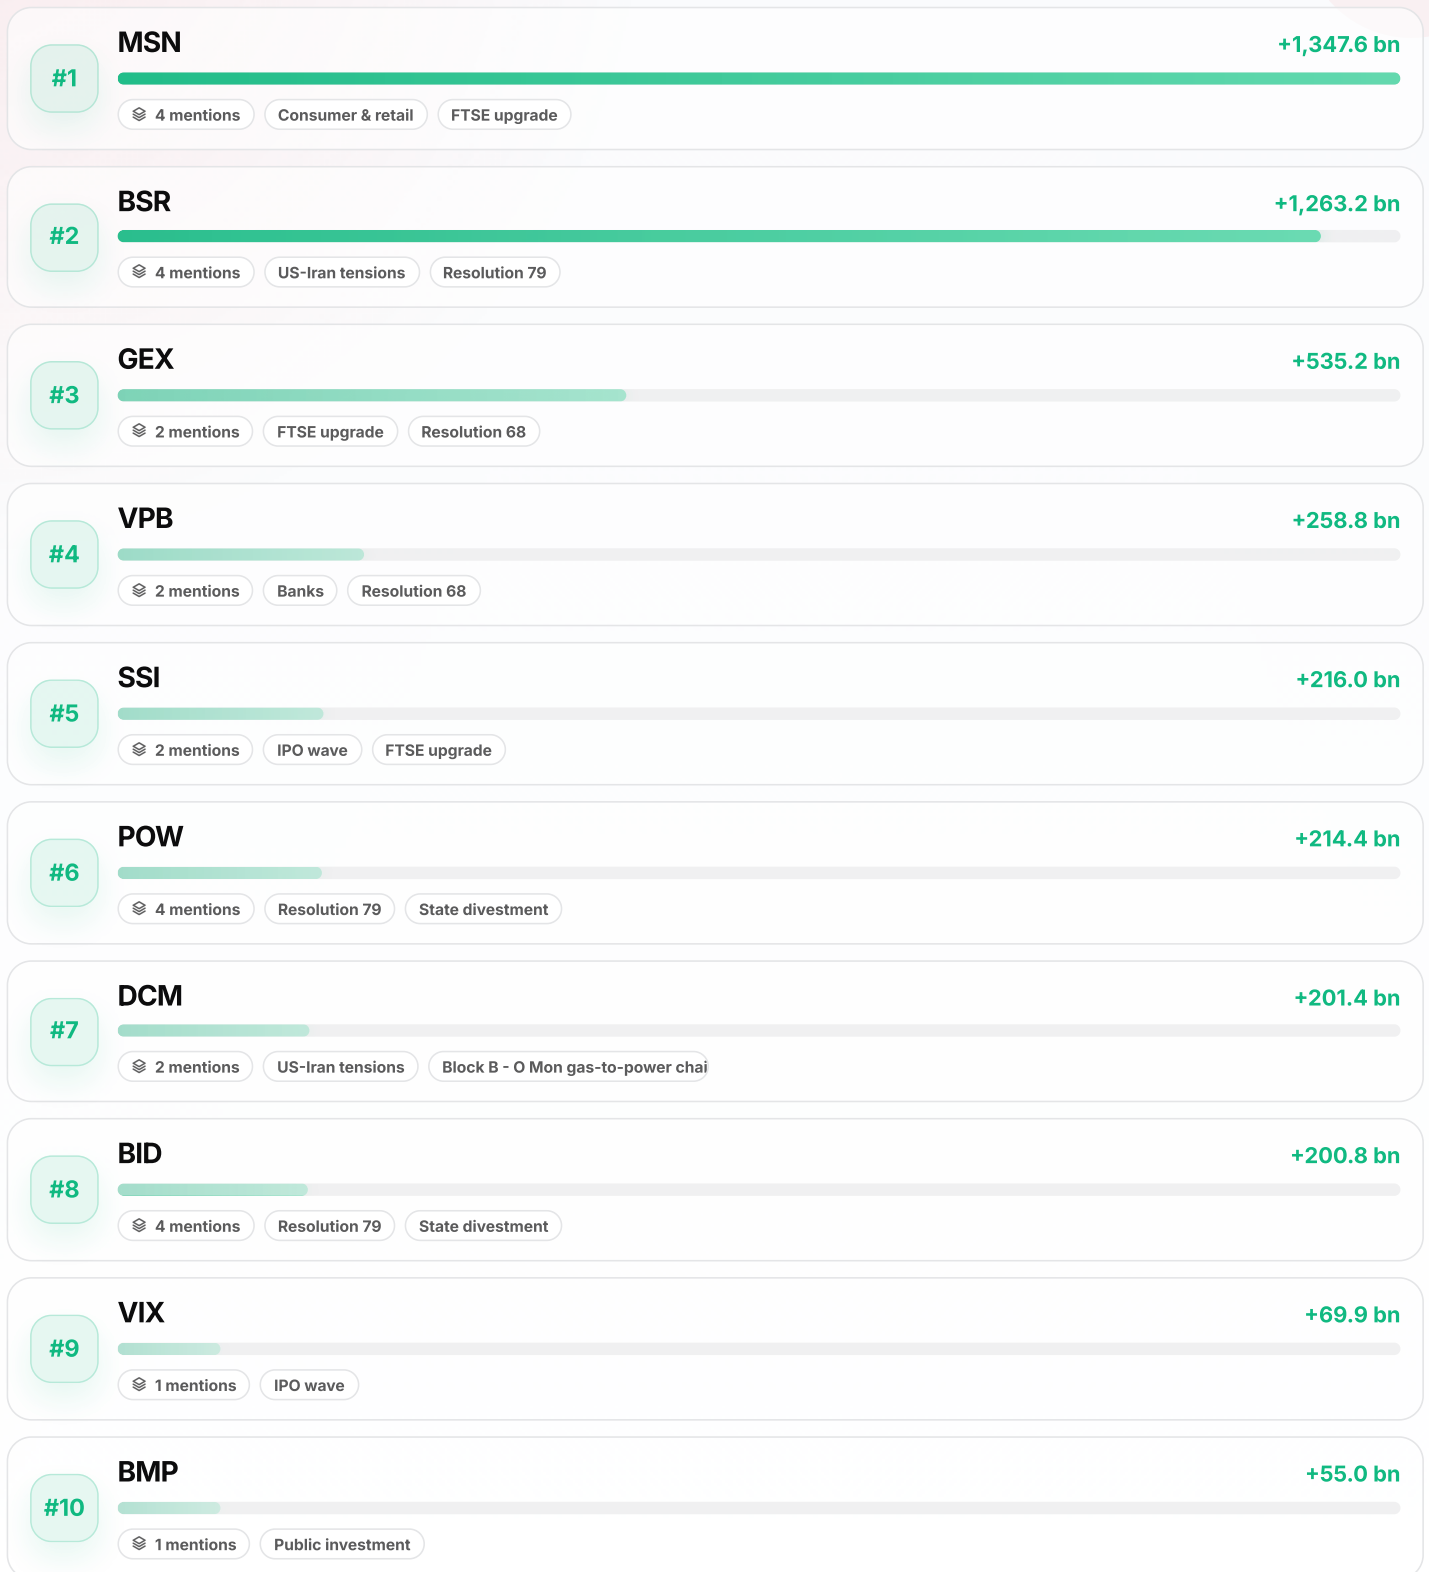 #1
MSN
+1,347.6 bn
4 mentions
Consumer & retail
FTSE upgrade
#2
BSR
+1,263.2 bn
4 mentions
US-Iran tensions
Resolution 79
#3
GEX
+535.2 bn
2 mentions
FTSE upgrade
Resolution 68
#4
VPB
+258.8 bn
2 mentions
Banks
Resolution 68
#5
SSI
+216.0 bn
2 mentions
IPO wave
FTSE upgrade
#6
POW
+214.4 bn
4 mentions
Resolution 79
State divestment
#7
DCM
+201.4 bn
2 mentions
US-Iran tensions
Block B - O Mon gas-to-power chai
#8
BID
+200.8 bn
4 mentions
Resolution 79
State divestment
#9
VIX
+69.9 bn
1 mentions
IPO wave
#10
BMP
+55.0 bn
1 mentions
Public investment